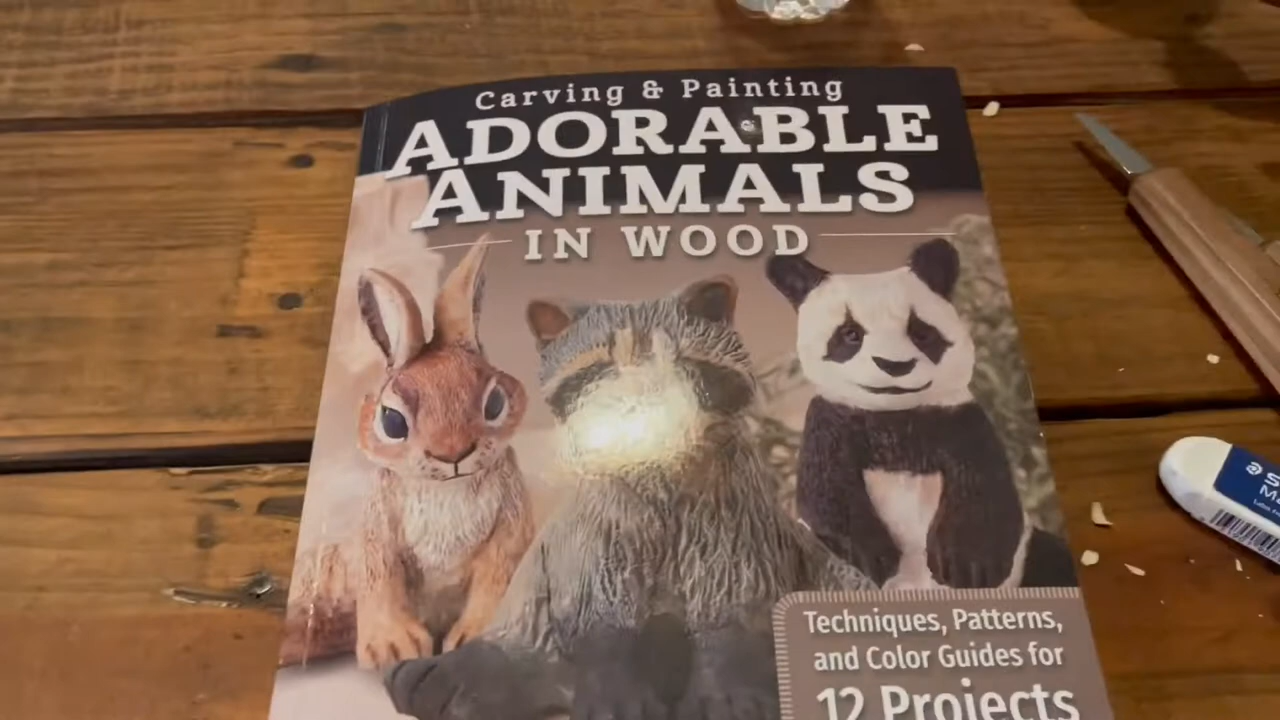 Carving & Painting
ADORABLE
ANIMALS
IN WOOD
Techniques, Patterns,
and Color Guides for
12 Projects